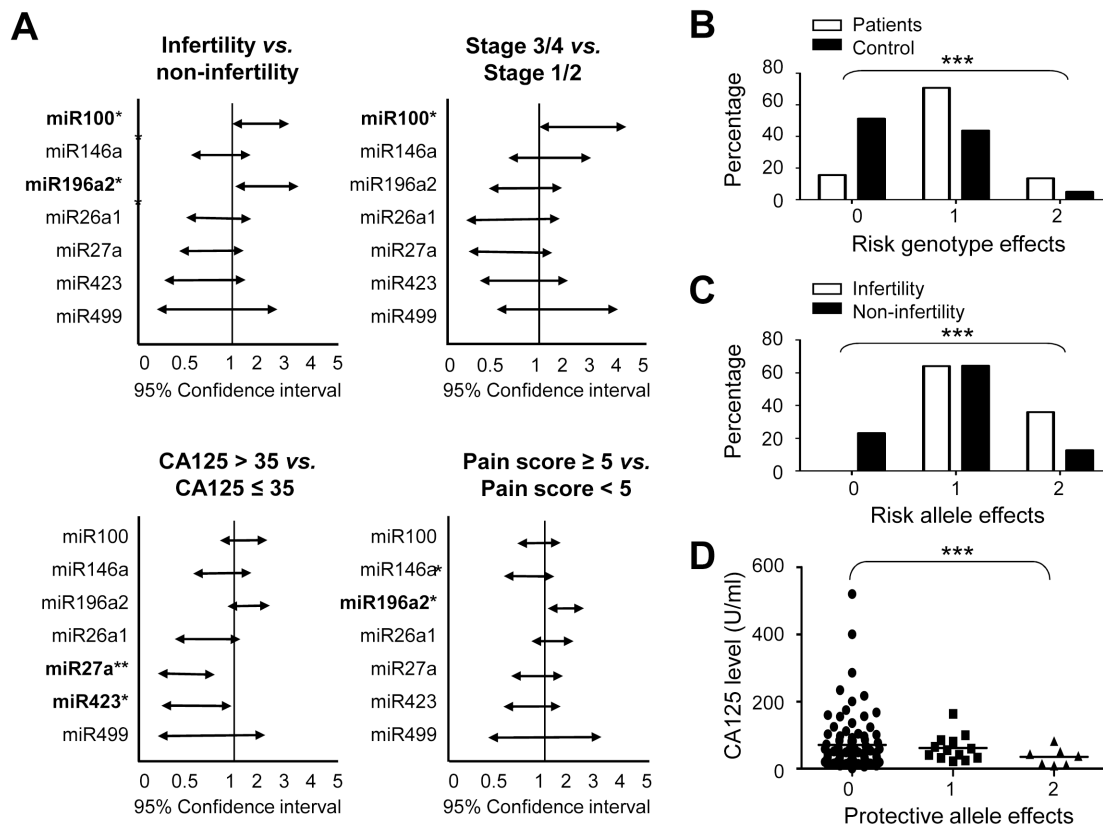 A
Infertility vs.
non-infertility
miR100*
miR146a
miR196a2*
miR26a1
miR27a
miR423
miR499
0 0.5 1 2 3 4 5
95% Confidence interval
Stage 3/4 vs.
Stage 1/2
miR100*
miR146a
miR196a2
miR26a1
miR27a
miR423
miR499
0 0.5 1 2 3 4 5
95% Confidence interval
CA125 > 35 vs.
CA125 ≤ 35
miR100
miR146a
miR196a2
miR26a1
miR27a**
miR423*
miR499
0 0.5 1 2 3 4 5
95% Confidence interval
Pain score ≥ 5 vs.
Pain score < 5
miR100
miR146a*
miR196a2*
miR26a1
miR27a
miR423
miR499
0 0.5 1 2 3 4 5
95% Confidence interval
B
Patients
Control
***
Percentage
80
60
40
20
0
0 1 2
Risk genotype effects
C
Infertility
Non-infertility
***
Percentage
80
60
40
20
0
0 1 2
Risk allele effects
D
***
CA125 level (U/ml)
600
400
200
0
0 1 2
Protective allele effects